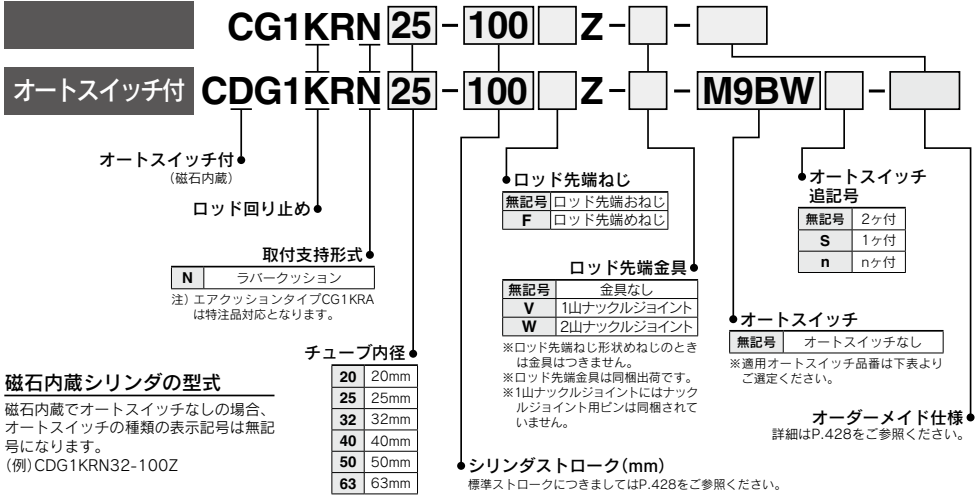 CG1KRN 25 - 100 Z - -
オートスイッチ付 CDG1KRN 25 - 100 Z - - M9BW -
オートスイッチ付
(磁石内蔵)
ロッド回り止め
取付支持形式
N ラバークッション
注) エアクッションタイプCG1KRA
は特注品対応となります。
チューブ内径
20 20mm
25 25mm
32 32mm
40 40mm
50 50mm
63 63mm
磁石内蔵シリンダの型式
磁石内蔵でオートスイッチなしの場合、
オートスイッチの種類の表示記号は無記
号になります。
(例)CDG1KRN32-100Z
シリンダストローク(mm)
標準ストロークにつきましてはP.428をご参照ください。
ロッド先端ねじ
無記号 ロッド先端おねじ
F ロッド先端めねじ
ロッド先端金具
無記号 金具なし
V 1山ナックルジョイント
W 2山ナックルジョイント
※ロッド先端ねじ形状めねじのとき
は金具はつきません。
※ロッド先端金具は同梱出荷です。
※1山ナックルジョイントにはナック
ルジョイント用ピンは同梱されて
いません。
オートスイッチ
追記号
無記号 2ヶ付
S 1ヶ付
n nヶ付
オートスイッチ
無記号 オートスイッチなし
※適用オートスイッチ品番は下表より
ご選定ください。
オーダーメイド仕様
詳細はP.428をご参照ください。